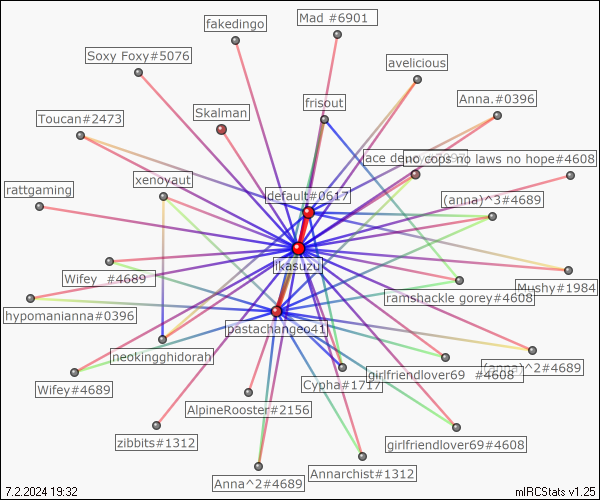 Mad #6901
fakedingo
Soxy Foxy#5076
avelicious
Anna.#0396
frisout
Skalman
Toucan#2473
ace
no cops no laws no hope#4608
xenoyaut
rattgaming
default#0617
(anna)^3#4689
ikasuzu
Wifey_#4689
Mushy#1984
ramshackle gorey#4608
hypomanianna#0396
pastachangeo41
neokingghidorah
(anna)^2#4689
girlfriendlover69 #4608
Cypha#1717
Wifey#4689
AlpineRooster#2156
zibbits#1312
girlfriendlover69#4608
Annarchist#1312
Anna^2#4689
7.2.2024 19:32
mIRCStats v1.25